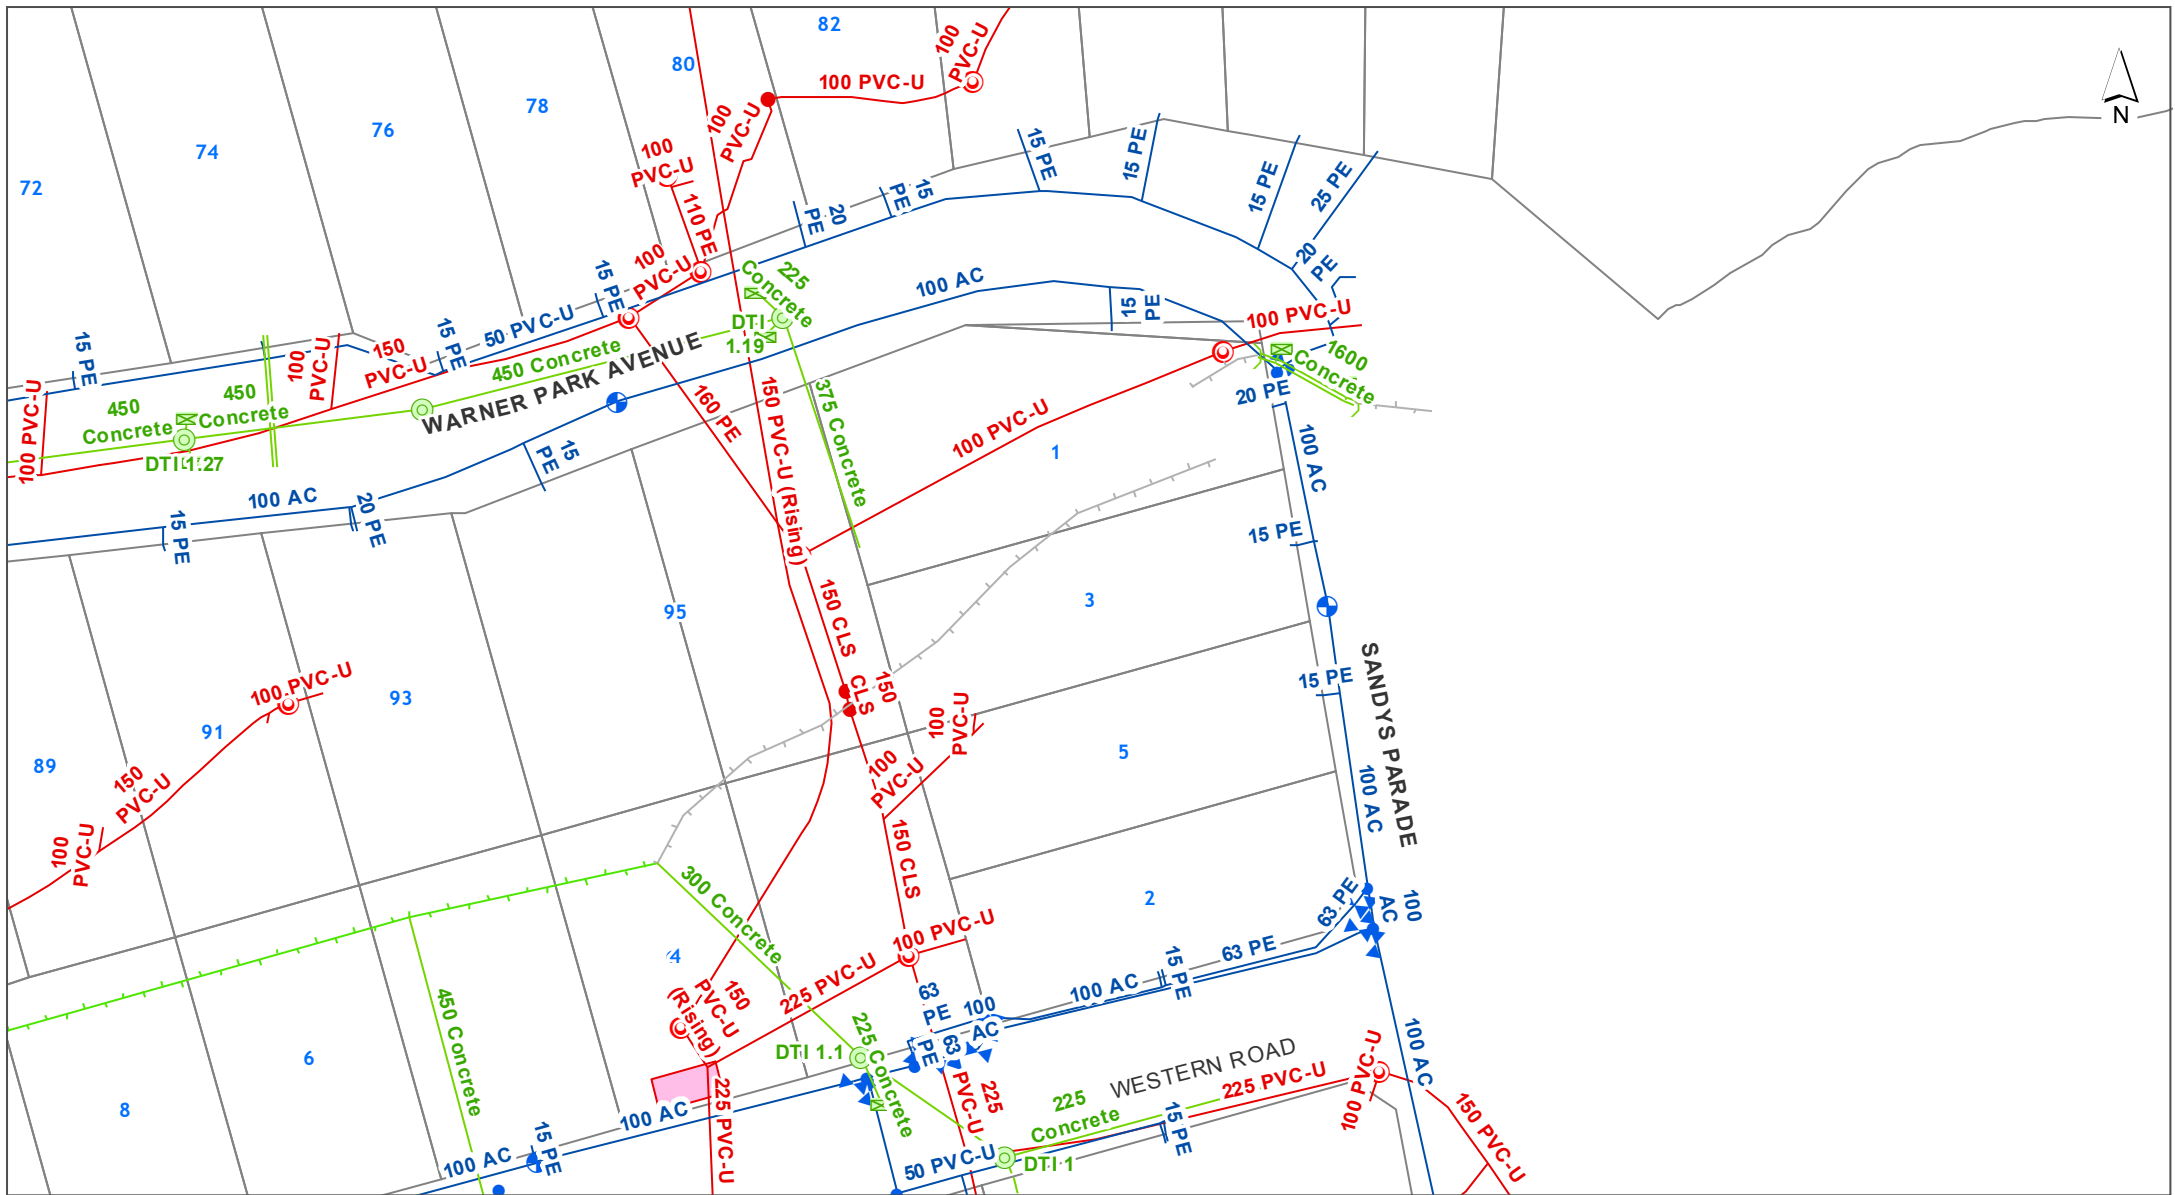 82
80
100
PVC-U
N
100 PVC-U
78
76
74
72
100
PVC-U
100
PVC-U
110 PE
15 PE
15 PE
15 PE
25 PE
15
PE
20
PE
20
PE
15 PE
100
PVC-U
225
Concrete
100 AC
15
PE
100 PVC-U
15 PE
15 PE
50 PVC-U
DTI
1.19
450 Concrete
WARNER PARK AVENUE
150
PVC-U
100
PVC-U
1600
Concrete
20 PE
450
Concrete
450
Concrete
100 PVC-U
DTI 1.27
160 PE
150 PVC-U (Rising)
375 Concrete
100 PVC-U
1
100 AC
15
PE
100 AC
20 PE
15 PE
15 PE
95
3
150 CLS
SANDYS PARADE
15 PE
150
CLS
100 PVC-U
93
91
89
100
PVC-U
5
150
PVC-U
100
PVC-U
100 AC
100
PVC-U
150 CLS
300 Concrete
2
63 PE
100
AC
100 PVC-U
4
63 PE
15 PE
100 AC
225 PVC-U
150
PVC-U
(Rising)
63
PE
100
AC
450 Concrete
6
DTI 1.1
225 Concrete
63
PE
WESTERN ROAD
100 AC
225 PVC-U
100 PVC-U
8
225 PVC-U
100 AC
225
PVC-U
225
Concrete
150 PVC-U
15 PE
15 PE
100 AC
50 PVC-U
DTI 1